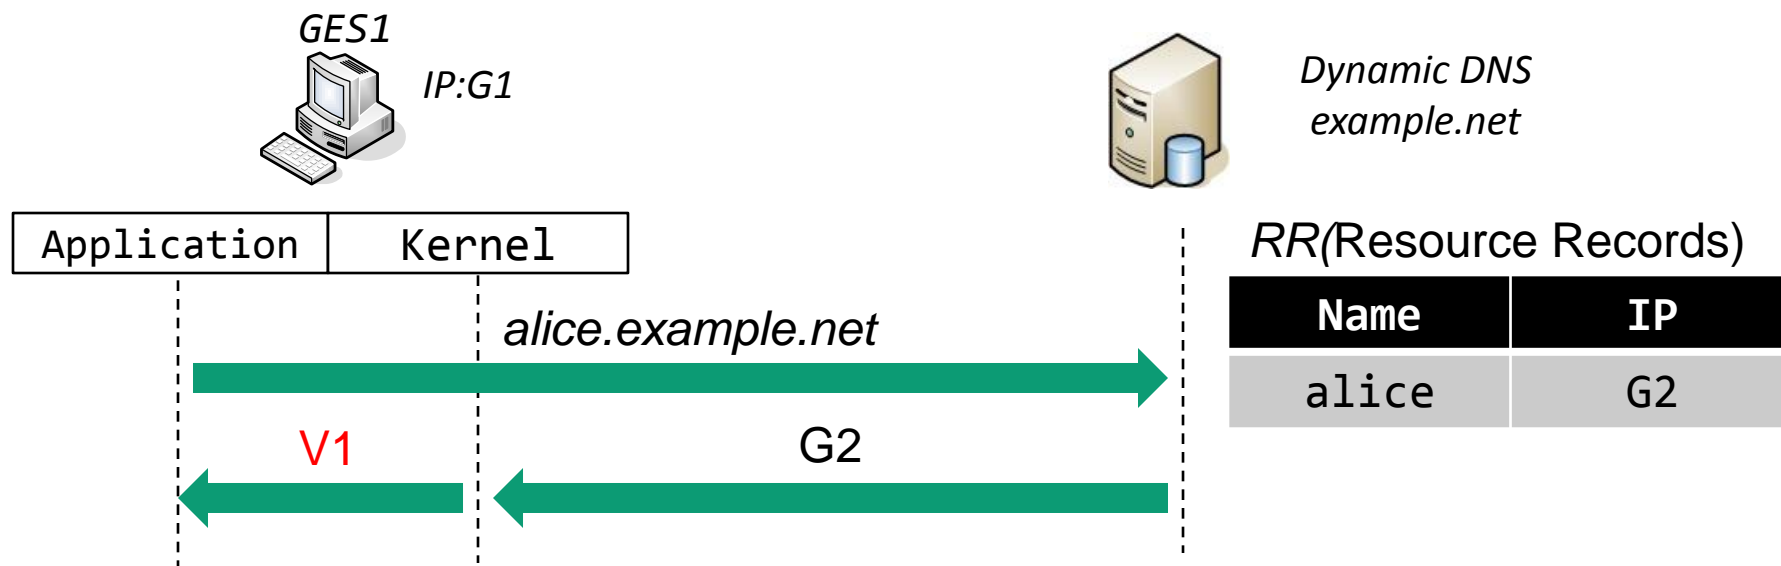 GES1
IP:G1
Dynamic DNS
example.net
Application
Kernel
RR(Resource Records)
Name
IP
alice
G2
alice.example.net
V1
G2